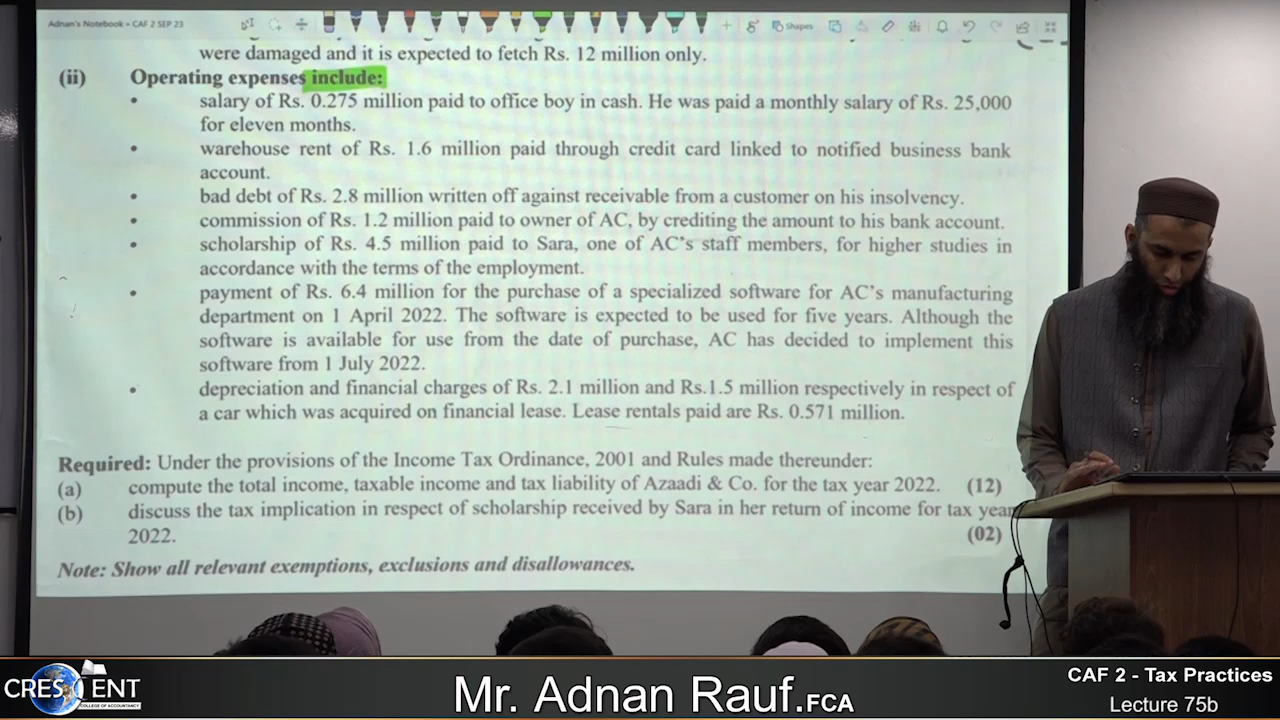 Adnan's Notebook » CAF 2 SEP 23
Shapes
were damaged and it is expected to fetch Rs. 12 million only.
(ii) Operating expenses include:
• salary of Rs. 0.275 million paid to office boy in cash. He was paid a monthly salary of Rs. 25,000
for eleven months.
• warehouse rent of Rs. 1.6 million paid through credit card linked to notified business bank
account.
• bad debt of Rs. 2.8 million written off against receivable from a customer on his insolvency.
• commission of Rs. 1.2 million paid to owner of AC, by crediting the amount to his bank account.
• scholarship of Rs. 4.5 million paid to Sara, one of AC's staff members, for higher studies in
accordance with the terms of the employment.
• payment of Rs. 6.4 million for the purchase of a specialized software for AC's manufacturing
department on 1 April 2022. The software is expected to be used for five years. Although the
software is available for use from the date of purchase, AC has decided to implement this
software from 1 July 2022.
• depreciation and financial charges of Rs. 2.1 million and Rs.1.5 million respectively in respect of
a car which was acquired on financial lease. Lease rentals paid are Rs. 0.571 million.
Required: Under the provisions of the Income Tax Ordinance, 2001 and Rules made thereunder:
(a) compute the total income, taxable income and tax liability of Azaadi & Co. for the tax year 2022. (12)
(b) discuss the tax implication in respect of scholarship received by Sara in her return of income for tax year
2022. (02)
Note: Show all relevant exemptions, exclusions and disallowances.
CRESCENT
COLLEGE OF ACCOUNTANCY
Mr. Adnan Rauf.FCA
CAF 2 - Tax Practices
Lecture 75b